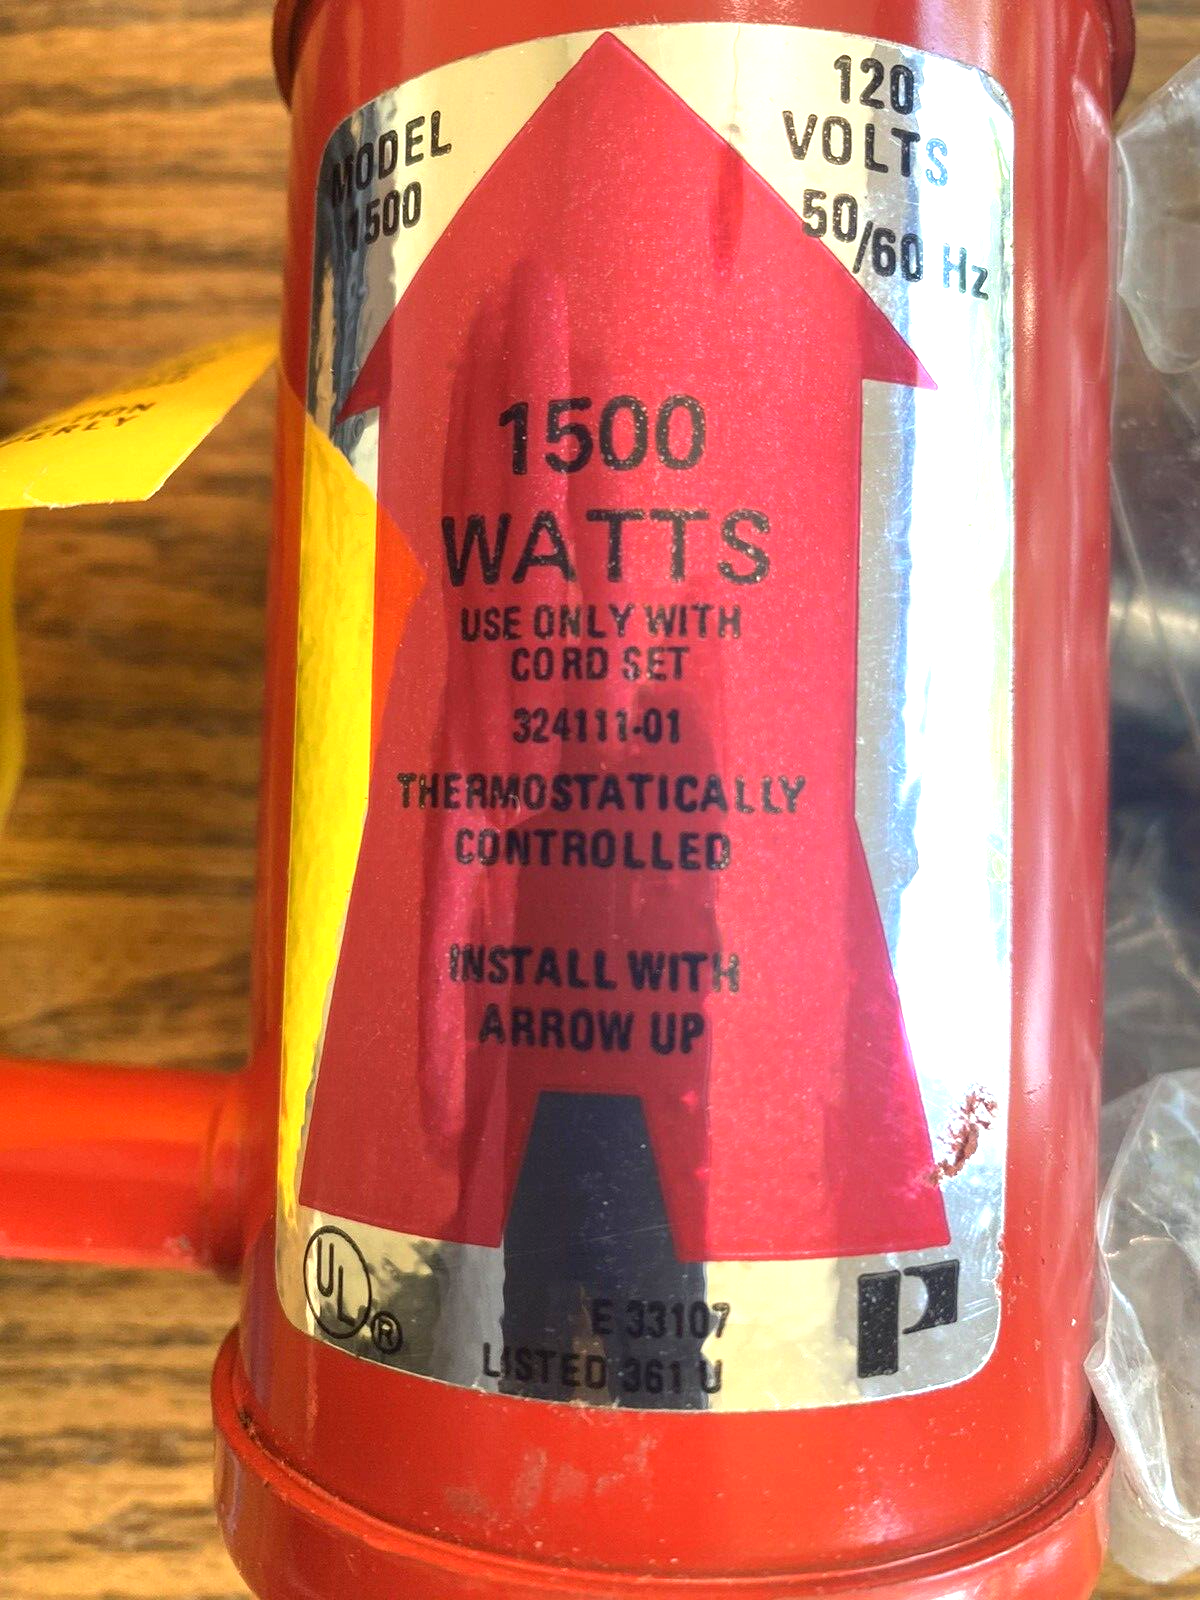 MODEL
1500
120
VOLTS
50/60 Hz
1500
WATTS
USE ONLY WITH
CORD SET
324111-01
THERMOSTATICALLY
CONTROLLED
INSTALL WITH
ARROW UP
UL ®
E 33107
LISTED 361 U
P